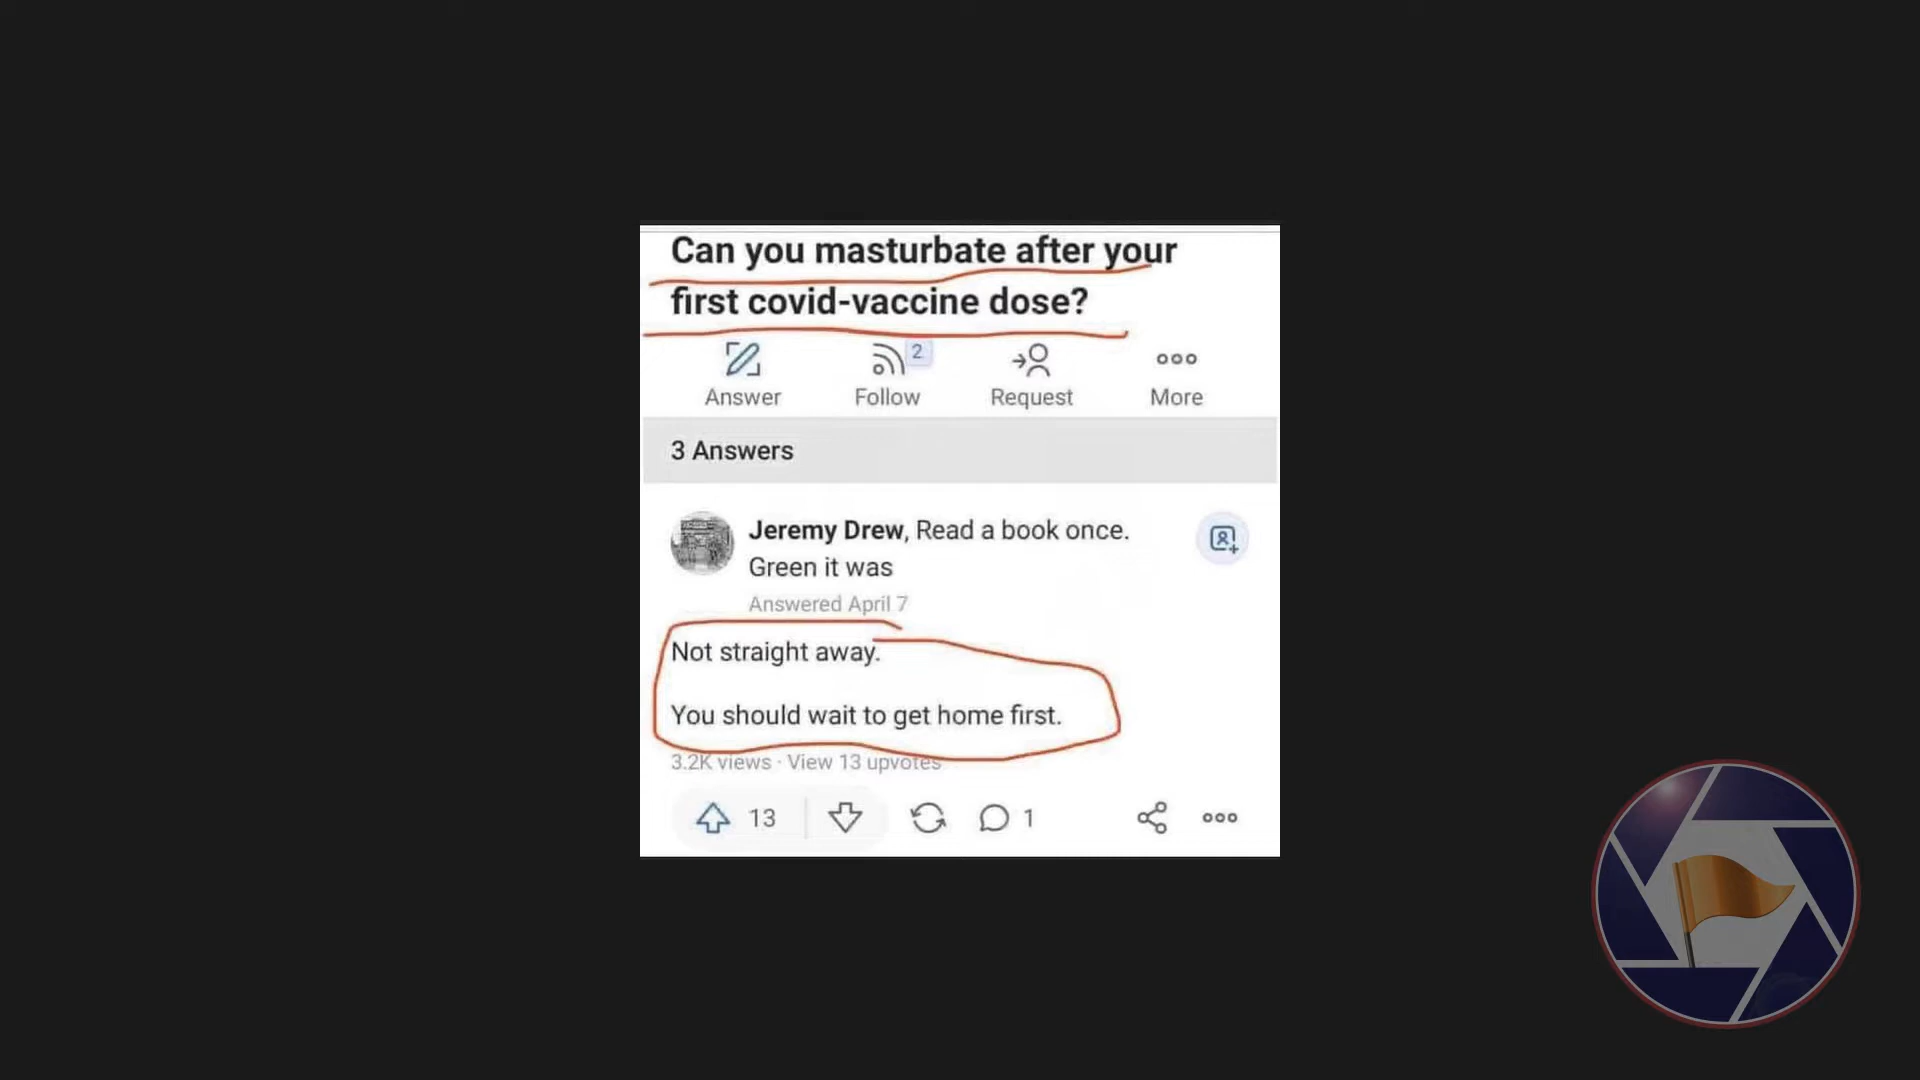 Can you masturbate after your
first covid-vaccine dose?
2
Answer Follow Request More
3 Answers
Jeremy Drew, Read a book once.
Green it was
Answered April 7
Not straight away.
You should wait to get home first.
3.2K views · View 13 upvotes
13 1